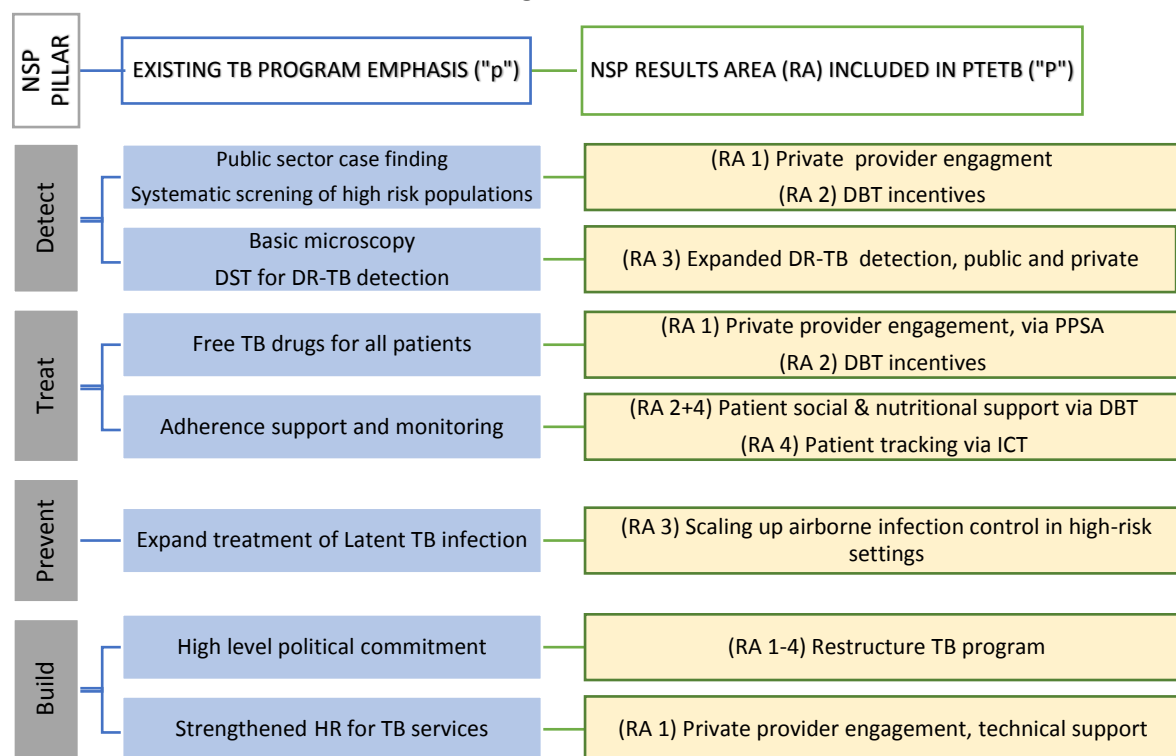 NSP
PILLAR
EXISTING TB PROGRAM EMPHASIS ("p")
NSP RESULTS AREA (RA) INCLUDED IN PTETB ("P")
Detect
Public sector case finding
Systematic screning of high risk populations
(RA 1) Private provider engagment
(RA 2) DBT incentives
Basic microscopy
DST for DR-TB detection
(RA 3) Expanded DR-TB detection, public and private
Treat
Free TB drugs for all patients
(RA 1) Private provider engagement, via PPSA
(RA 2) DBT incentives
Adherence support and monitoring
(RA 2+4) Patient social & nutritional support via DBT
(RA 4) Patient tracking via ICT
Prevent
Expand treatment of Latent TB infection
(RA 3) Scaling up airborne infection control in high-risk
settings
Build
High level political commitment
(RA 1-4) Restructure TB program
Strengthened HR for TB services
(RA 1) Private provider engagement, technical support